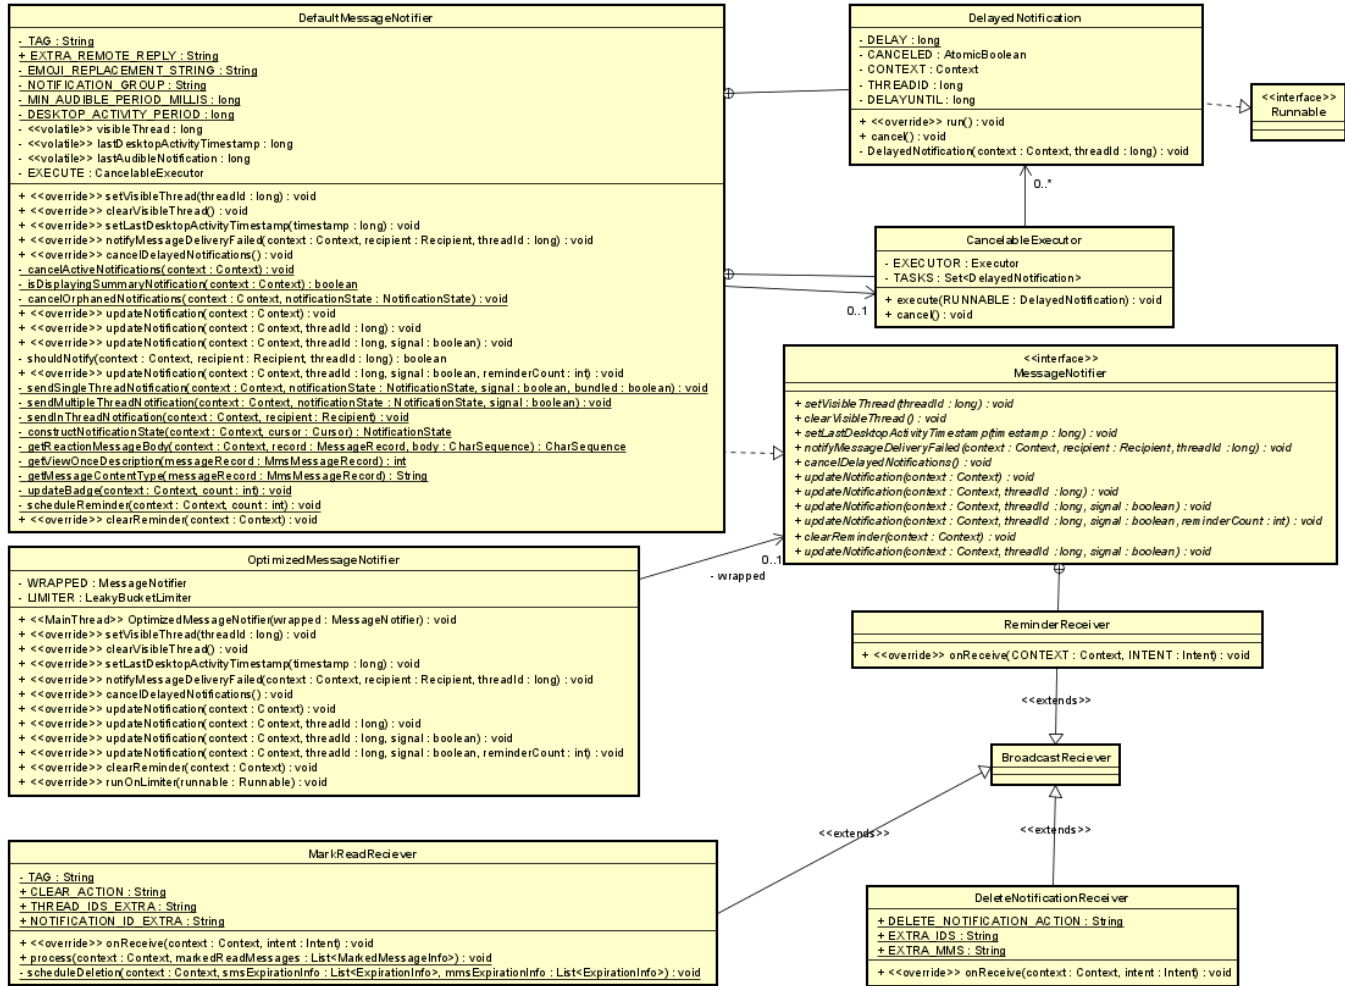 DefaultMessageNotifier
- TAG : String
+ EXTRA_REMOTE_REPLY : String
- EMOJI_REPLACEMENT_STRING : String
- NOTIFICATION_GROUP : String
- MIN_AUDIBLE_PERIOD_MILLIS : long
- DESKTOP_ACTIVITY_PERIOD : long
- <<volatile>> visibleThread : long
- <<volatile>> lastDesktopActivityTimestamp : long
- <<volatile>> lastAudibleNotification : long
- EXECUTE : CancelableExecutor
+ <<override>> setVisibleThread(threadId : long) : void
+ <<override>> clearVisibleThread() : void
+ <<override>> setLastDesktopActivityTimestamp(timestamp : long) : void
+ <<override>> notifyMessageDeliveryFailed(context : Context, recipient : Recipient, threadId : long) : void
+ <<override>> cancelDelayedNotifications() : void
- cancelActiveNotifications(context : Context) : void
- isDisplayingSummaryNotification(context : Context) : boolean
- cancelOrphanedNotifications(context : Context, notificationState : NotificationState) : void
+ <<override>> updateNotification(context : Context) : void
+ <<override>> updateNotification(context : Context, threadId : long) : void
+ <<override>> updateNotification(context : Context, threadId : long, signal : boolean) : void
- shouldNotify(context : Context, recipient : Recipient, threadId : long) : boolean
+ <<override>> updateNotification(context : Context, threadId : long, signal : boolean, reminderCount : int) : void
- sendSingleThreadNotification(context : Context, notificationState : NotificationState, signal : boolean, bundled : boolean) : void
- sendMultipleThreadNotification(context : Context, notificationState : NotificationState, signal : boolean) : void
- sendInThreadNotification(context : Context, recipient : Recipient) : void
- constructNotificationState(context : Context, cursor : Cursor) : NotificationState
- getReactionMessageBody(context : Context, record : MessageRecord, body : CharSequence) : CharSequence
- getViewOnceDescription(messageRecord : MmsMessageRecord) : int
- getMessageContentType(messageRecord : MmsMessageRecord) : String
- updateBadge(context : Context, count : int) : void
- scheduleReminder(context : Context, count : int) : void
+ <<override>> clearReminder(context : Context) : void
DelayedNotification
- DELAY : long
- CANCELED : AtomicBoolean
- CONTEXT : Context
- THREADID : long
- DELAYUNTIL : long
+ <<override>> run() : void
+ cancel() : void
- DelayedNotification(context : Context, threadId : long) : void
<<interface>>
Runnable
0..*
CancelableExecutor
- EXECUTOR : Executor
- TASKS : Set<DelayedNotification>
+ execute(RUNNABLE : DelayedNotification) : void
+ cancel() : void
0..1
<<interface>>
MessageNotifier
+ setVisibleThread(threadId : long) : void
+ clearVisibleThread() : void
+ setLastDesktopActivityTimestamp(timestamp : long) : void
+ notifyMessageDeliveryFailed(context : Context, recipient : Recipient, threadId : long) : void
+ cancelDelayedNotifications() : void
+ updateNotification(context : Context) : void
+ updateNotification(context : Context, threadId : long) : void
+ updateNotification(context : Context, threadId : long, signal : boolean) : void
+ updateNotification(context : Context, threadId : long, signal : boolean, reminderCount : int) : void
+ clearReminder(context : Context) : void
+ updateNotification(context : Context, threadId : long, signal : boolean) : void
OptimizedMessageNotifier
- WRAPPED : MessageNotifier
- LIMITER : LeakyBucketLimiter
+ <<MainThread>> OptimizedMessageNotifier(wrapped : MessageNotifier) : void
+ <<override>> setVisibleThread(threadId : long) : void
+ <<override>> clearVisibleThread() : void
+ <<override>> setLastDesktopActivityTimestamp(timestamp : long) : void
+ <<override>> notifyMessageDeliveryFailed(context : Context, recipient : Recipient, threadId : long) : void
+ <<override>> cancelDelayedNotifications() : void
+ <<override>> updateNotification(context : Context) : void
+ <<override>> updateNotification(context : Context, threadId : long) : void
+ <<override>> updateNotification(context : Context, threadId : long, signal : boolean) : void
+ <<override>> updateNotification(context : Context, threadId : long, signal : boolean, reminderCount : int) : void
+ <<override>> clearReminder(context : Context) : void
+ <<override>> runOnLimiter(runnable : Runnable) : void
0..1
- wrapped
ReminderReceiver
+ <<override>> onReceive(CONTEXT : Context, INTENT : Intent) : void
<<extends>>
BroadcastReciever
<<extends>>
<<extends>>
MarkReadReciever
- TAG : String
+ CLEAR_ACTION : String
+ THREAD_IDS_EXTRA : String
+ NOTIFICATION_ID_EXTRA : String
+ <<override>> onReceive(context : Context, intent : Intent) : void
+ process(context : Context, markedReadMessages : List<MarkedMessageInfo>) : void
- scheduleDeletion(context : Context, smsExpirationInfo : List<ExpirationInfo>, mmsExpirationInfo : List<ExpirationInfo>) : void
DeleteNotificationReceiver
+ DELETE_NOTIFICATION_ACTION : String
+ EXTRA_IDS : String
+ EXTRA_MMS : String
+ <<override>> onReceive(context : Context, intent : Intent) : void